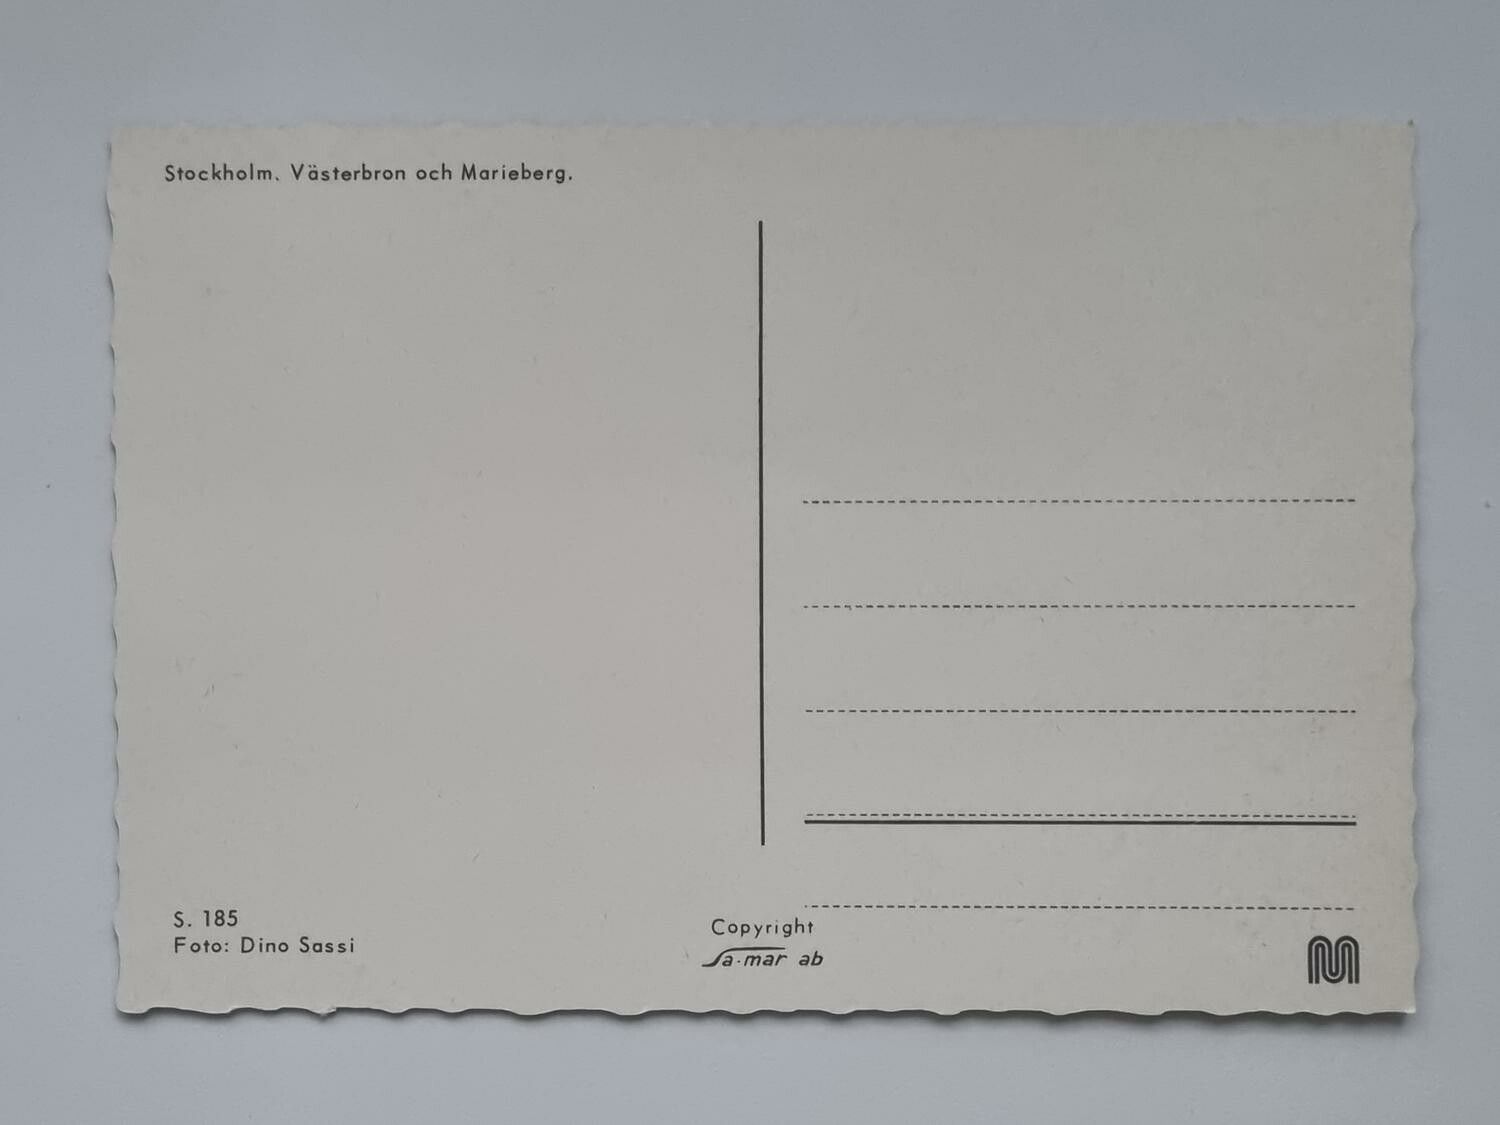 Stockholm. Västerbron och Marieberg.
S. 185
Foto: Dino Sassi
Copyright
Sa-mar ab
M